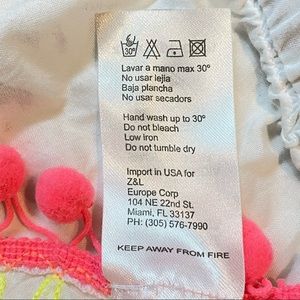 30°
Lavar a mano max 30°
No usar lejia
Baja plancha
No usar secadors
Hand wash up to 30°
Do not bleach
Low iron
Do not tumble dry
Import in USA for
Z&L
Europe Corp
104 NE 22nd St.
Miami, FL 33137
PH: (305) 576-7990
KEEP AWAY FROM FIRE